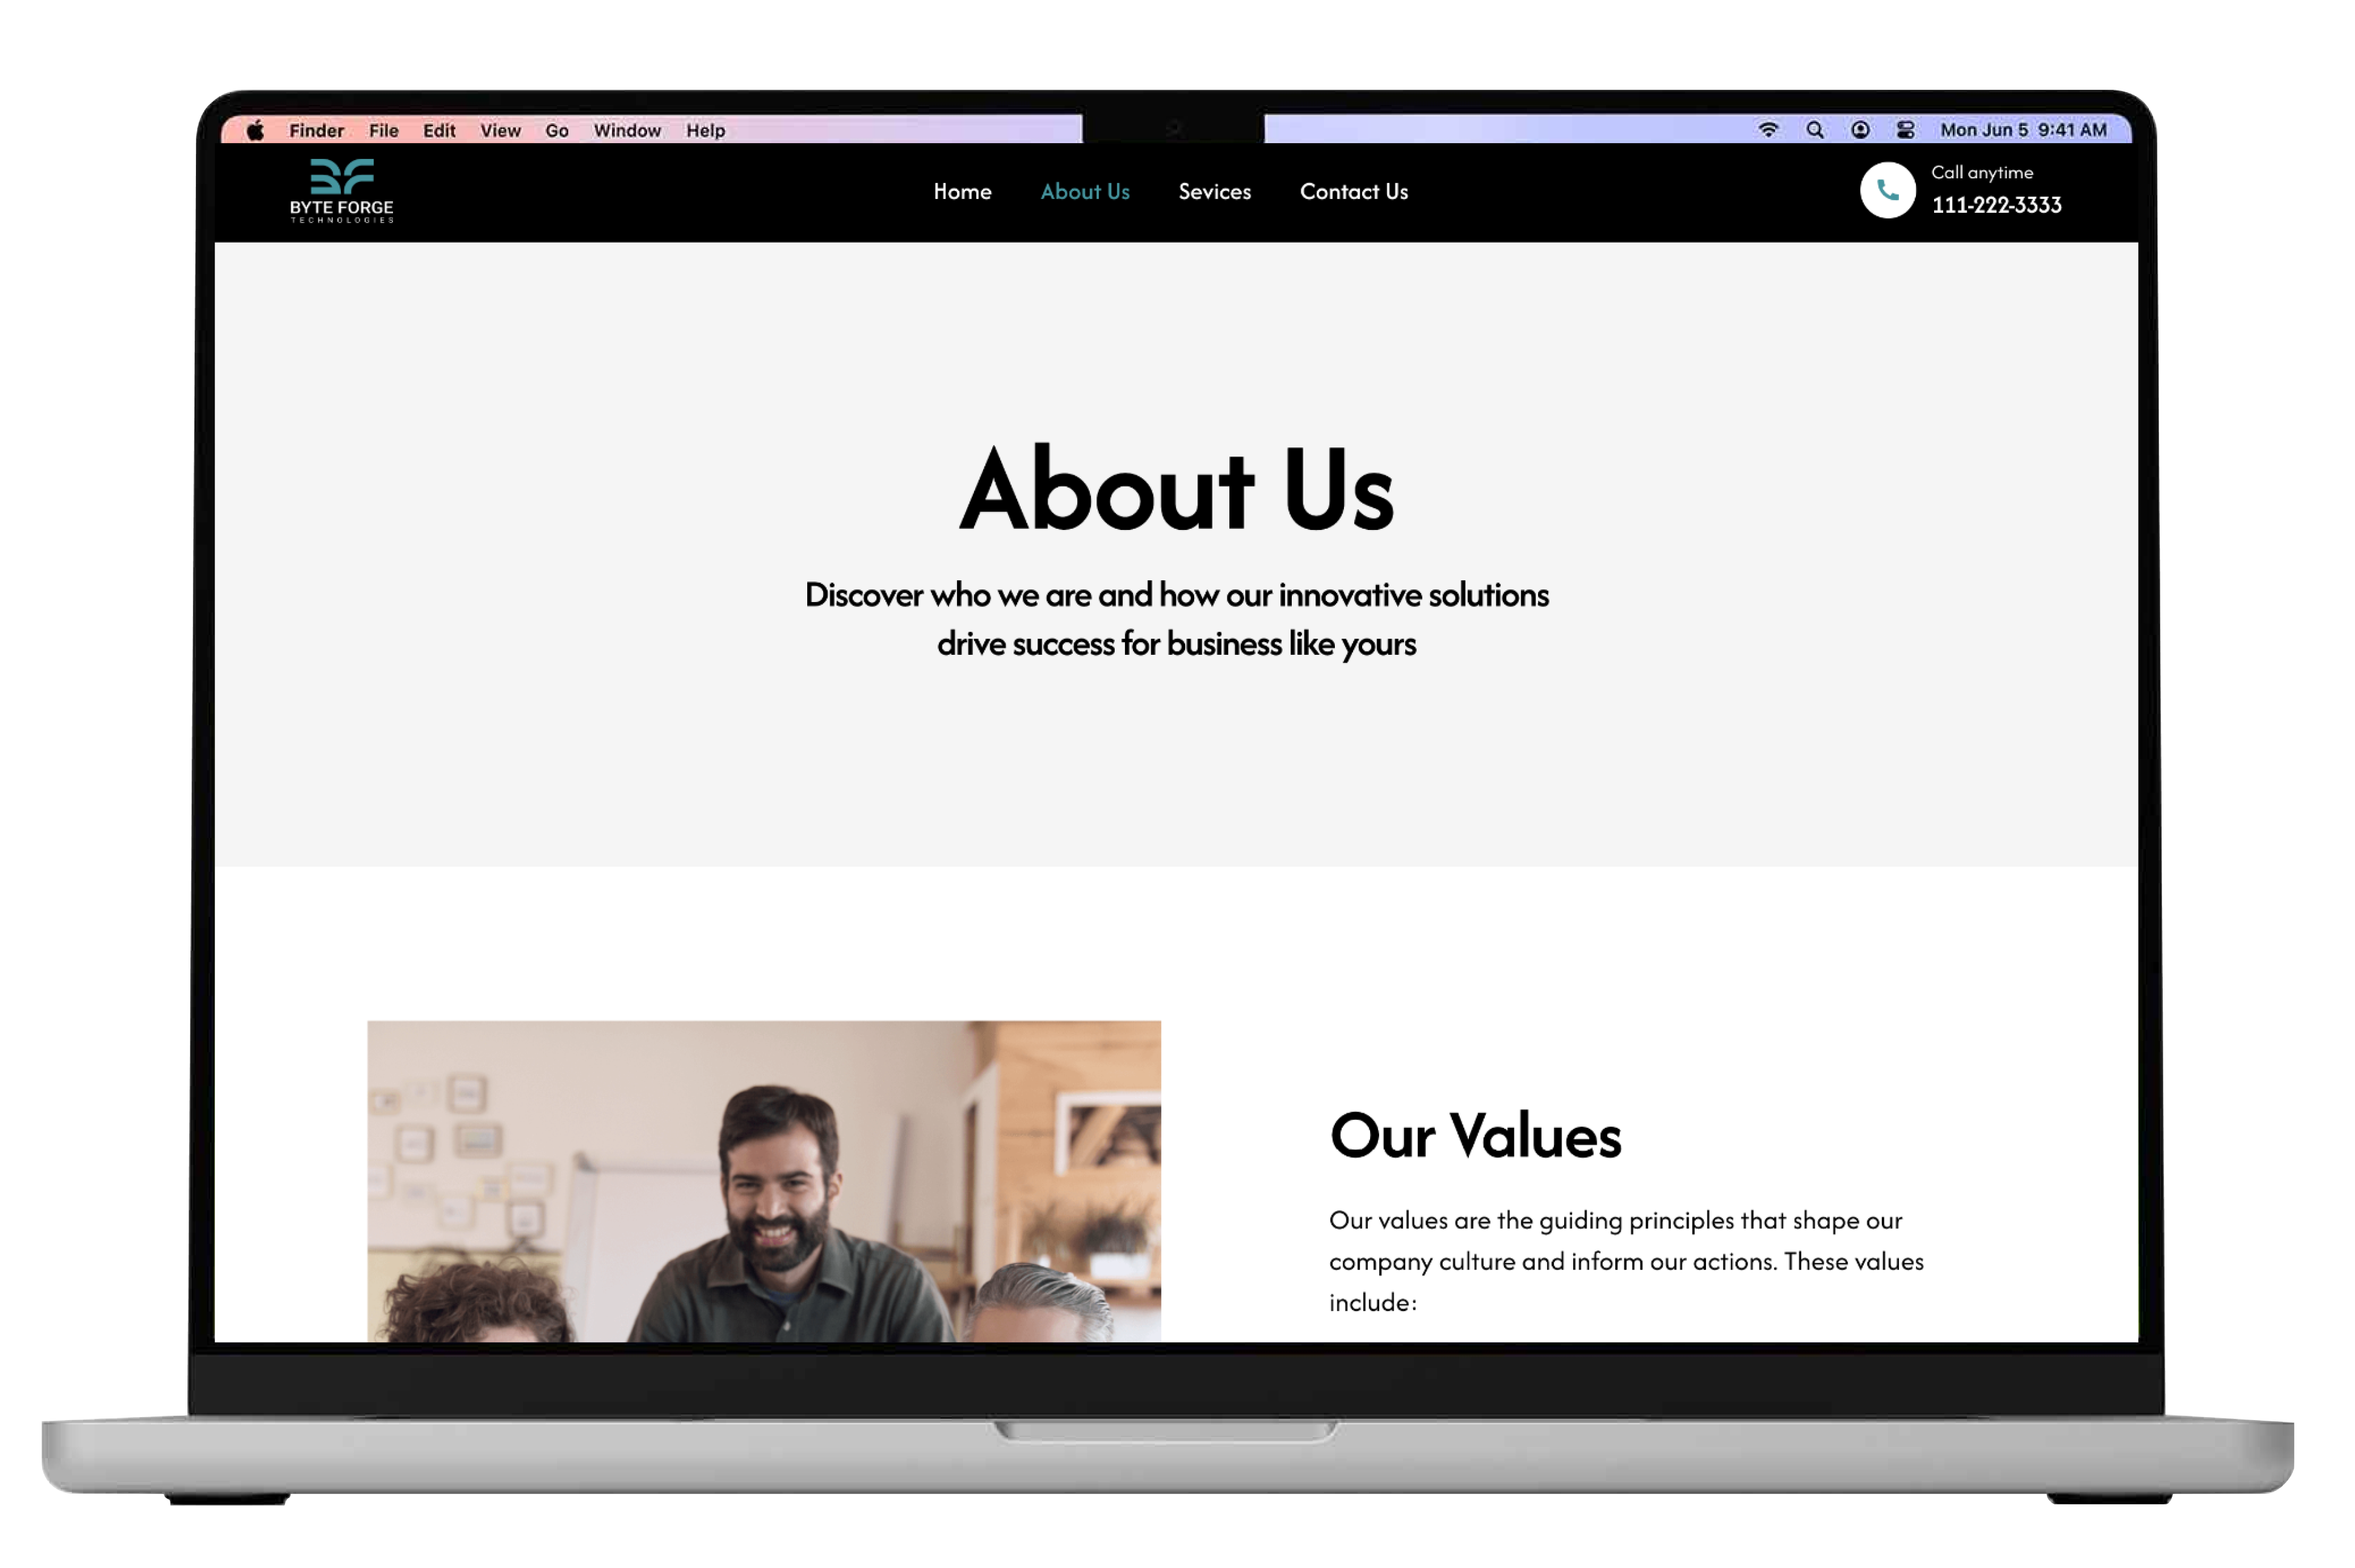 Finder File Edit View Go Window Help
Mon Jun 5 9:41 AM
BYTE FORGE
TECHNOLOGIES
Home About Us Sevices Contact Us
Call anytime
111-222-3333
About Us
Discover who we are and how our innovative solutions
drive success for business like yours
Our Values
Our values are the guiding principles that shape our
company culture and inform our actions. These values
include: